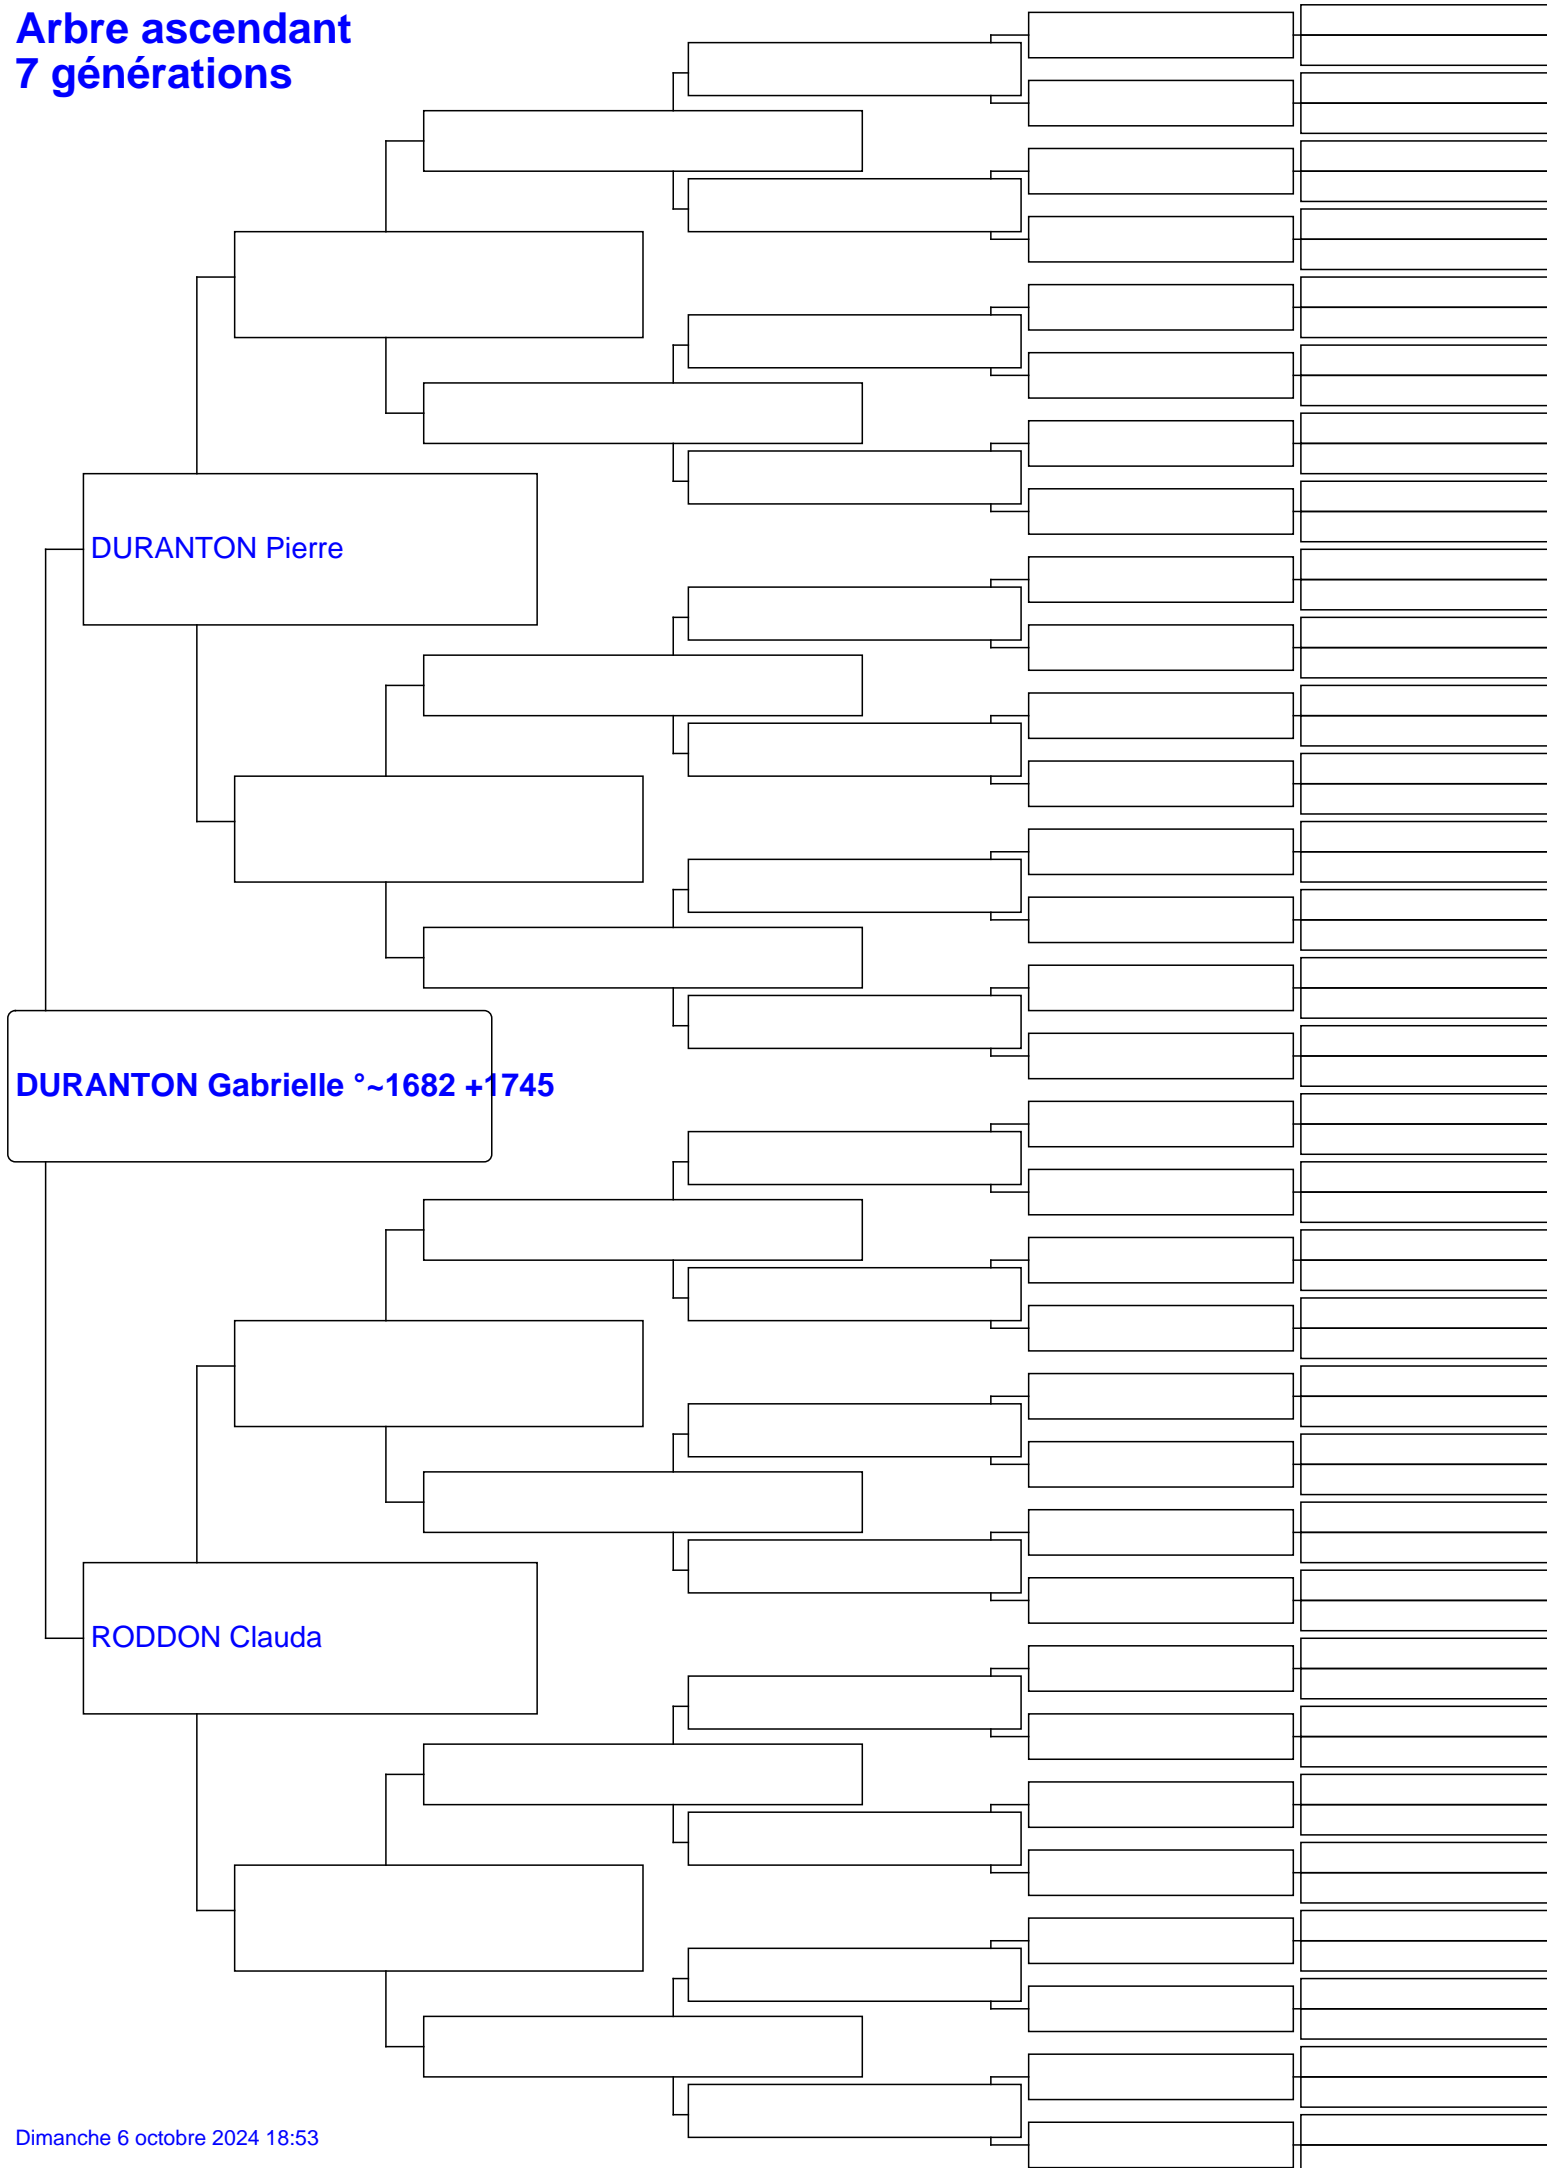 Arbre ascendant
7 générations
DURANTON Pierre
DURANTON Gabrielle °~1682 +1745
RODDON Clauda
Dimanche 6 octobre 2024 18:53